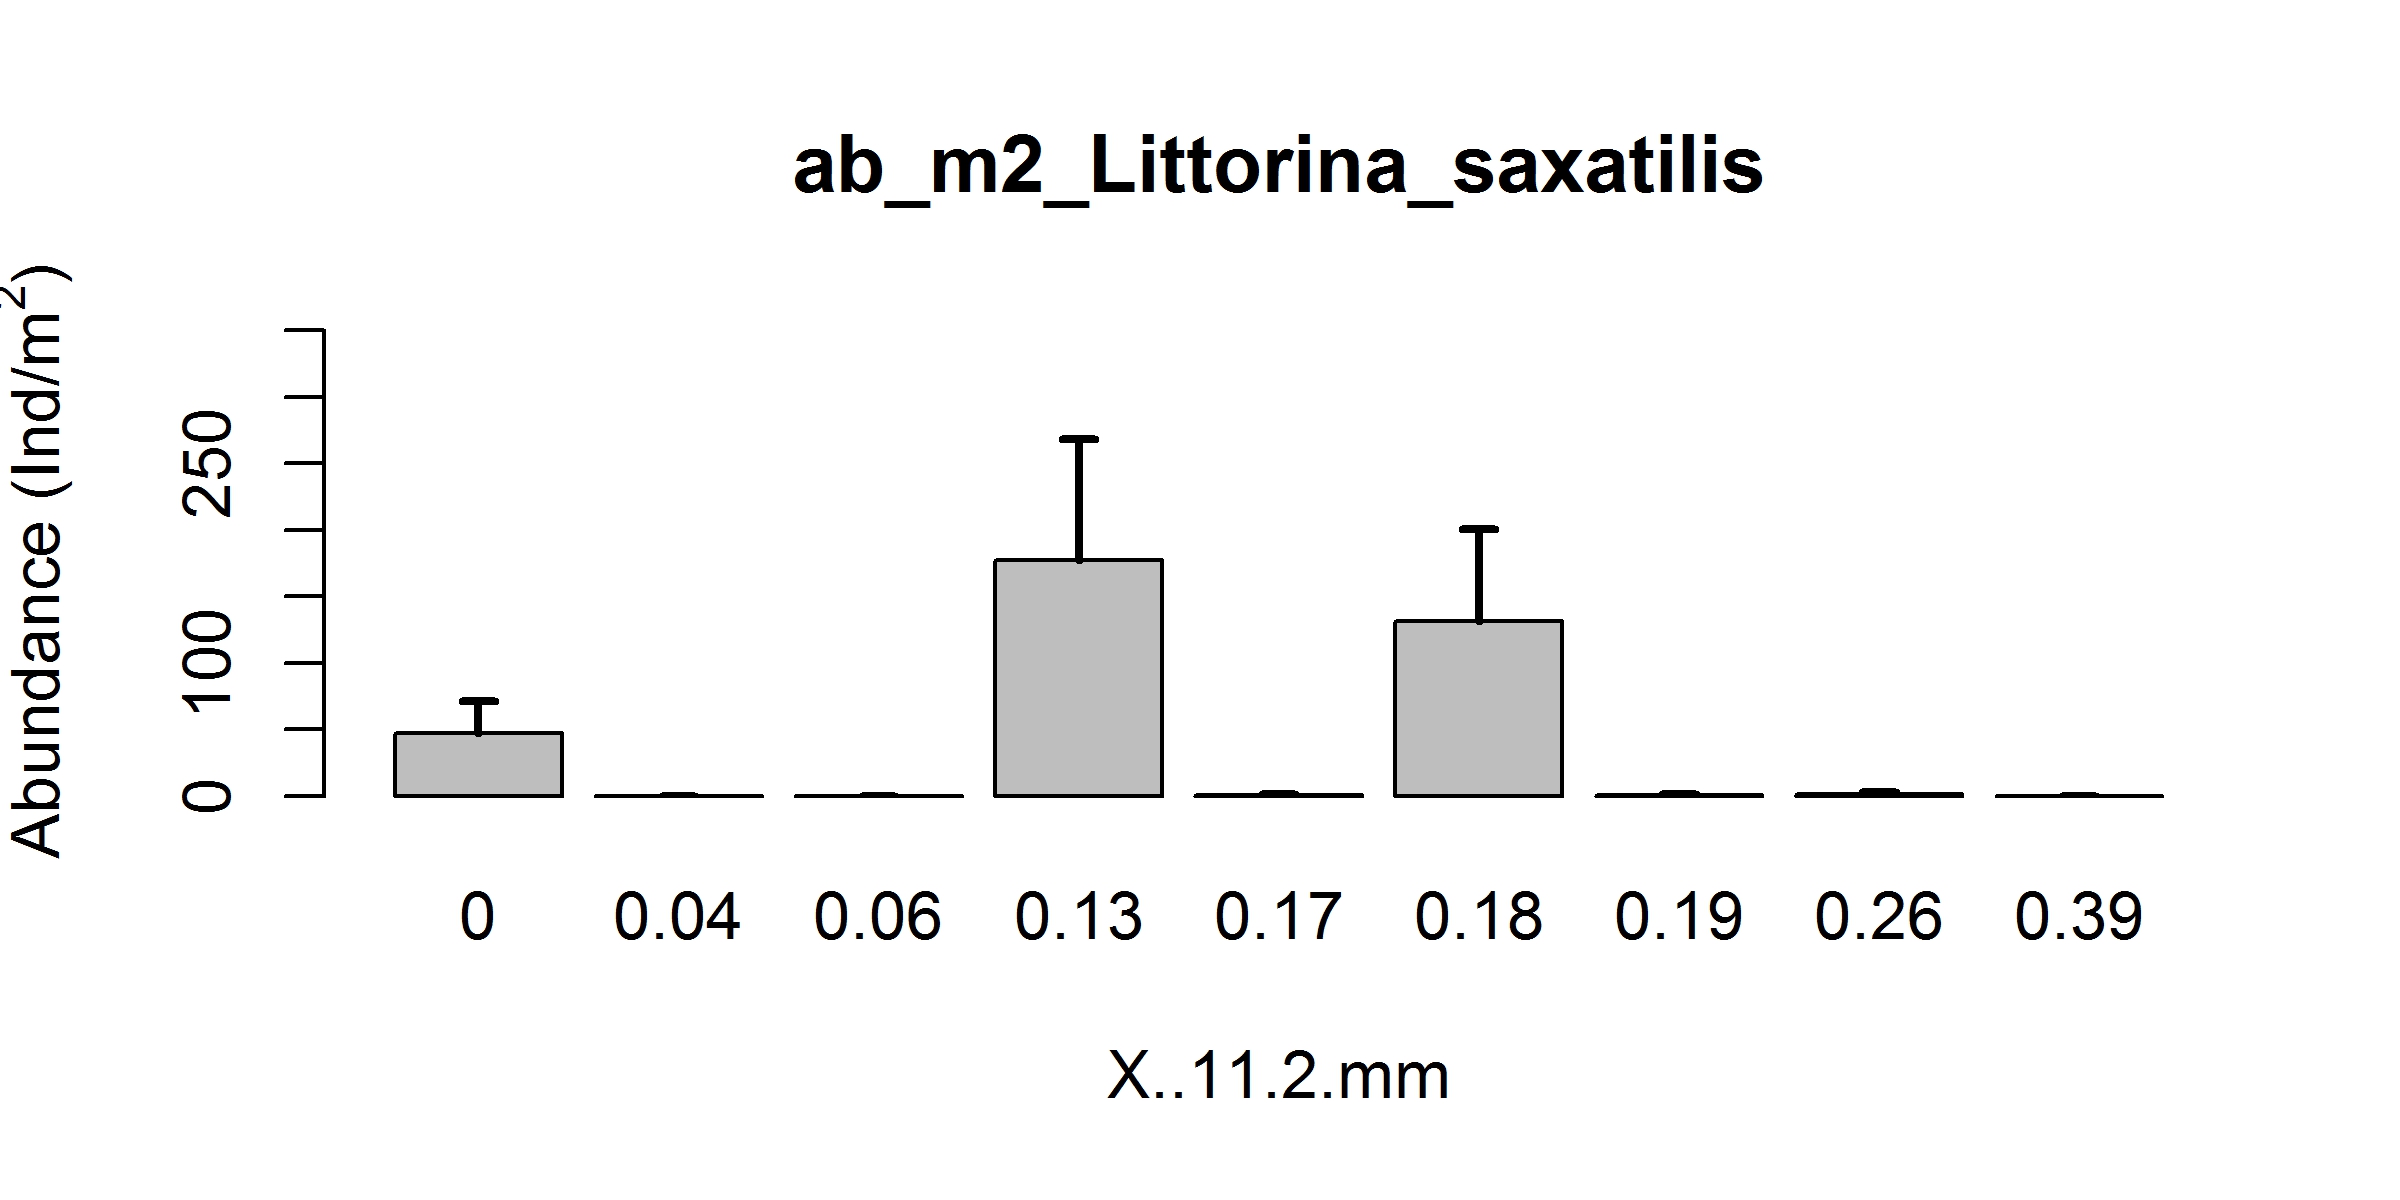 ab_m2_Littorina_saxatilis
Abundance (Ind/m²)
250
100
0
0 0.04 0.06 0.13 0.17 0.18 0.19 0.26 0.39
X..11.2.mm